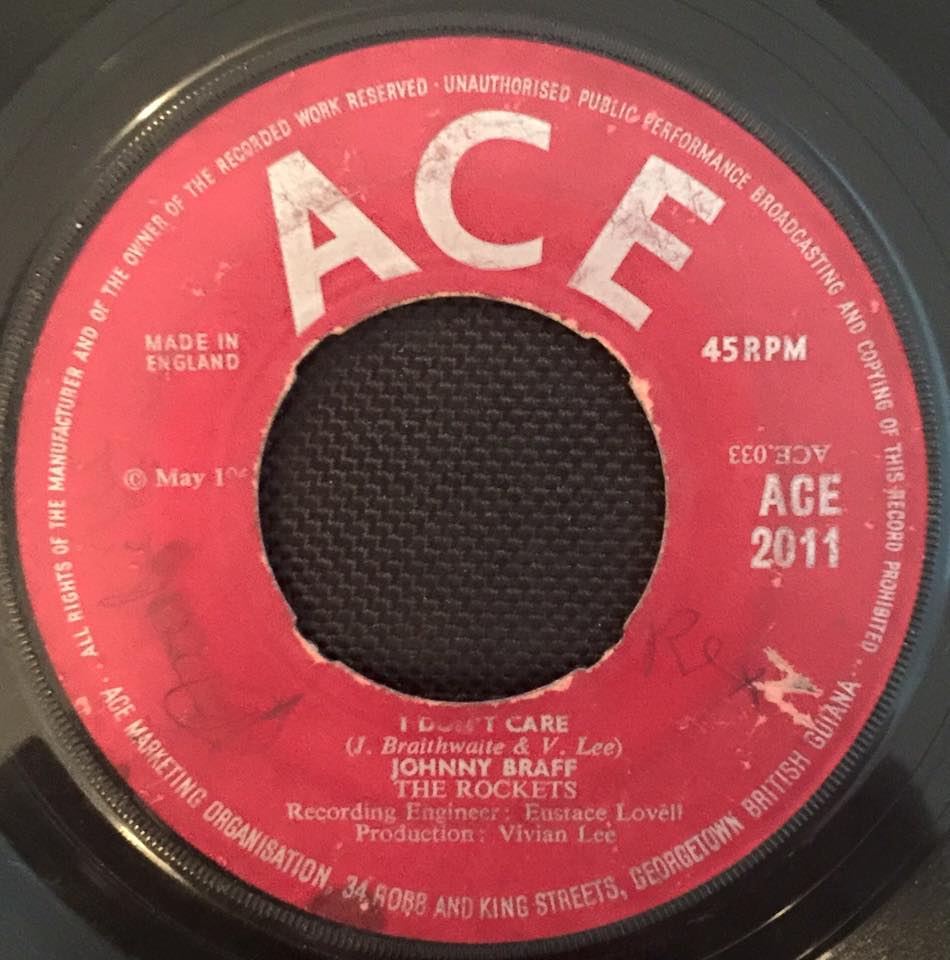 ALL RIGHTS OF THE MANUFACTURER AND OF THE OWNER OF THE RECORDED WORK RESERVED · UNAUTHORISED PUBLIC PERFORMANCE BROADCASTING AND COPYING OF THIS RECORD PROHIBITED ·
ACE
MADE IN
ENGLAND
45RPM
© May
ACE.033
ACE
2011
Rex
I DON'T CARE
(J. Braithwaite & V. Lee)
JOHNNY BRAFF
THE ROCKETS
Recording Engineer: Eustace Lovell
Production: Vivian Lee
· ACE MARKETING ORGANISATION, 34, ROBB AND KING STREETS, GEORGETOWN BRITISH GUIANA ·